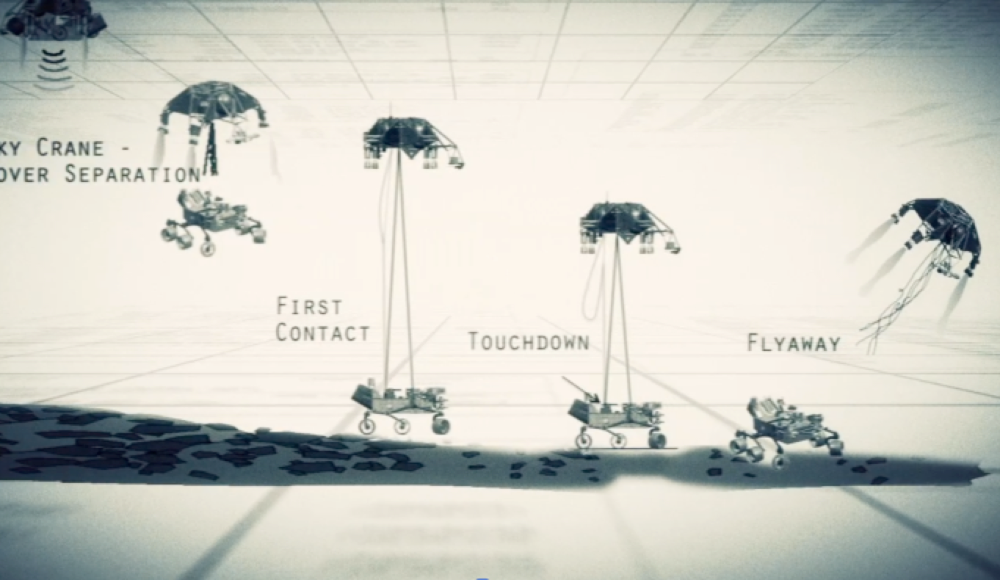 KY CRANE -
OVER SEPARATION
FIRST
CONTACT
TOUCHDOWN
FLYAWAY